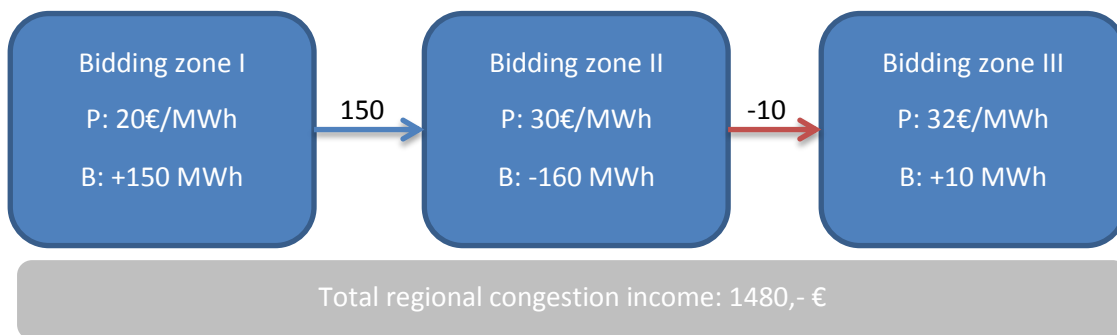 Bidding zone I
P: 20€/MWh
B: +150 MWh
150
Bidding zone II
P: 30€/MWh
B: -160 MWh
-10
Bidding zone III
P: 32€/MWh
B: +10 MWh
Total regional congestion income: 1480,- €